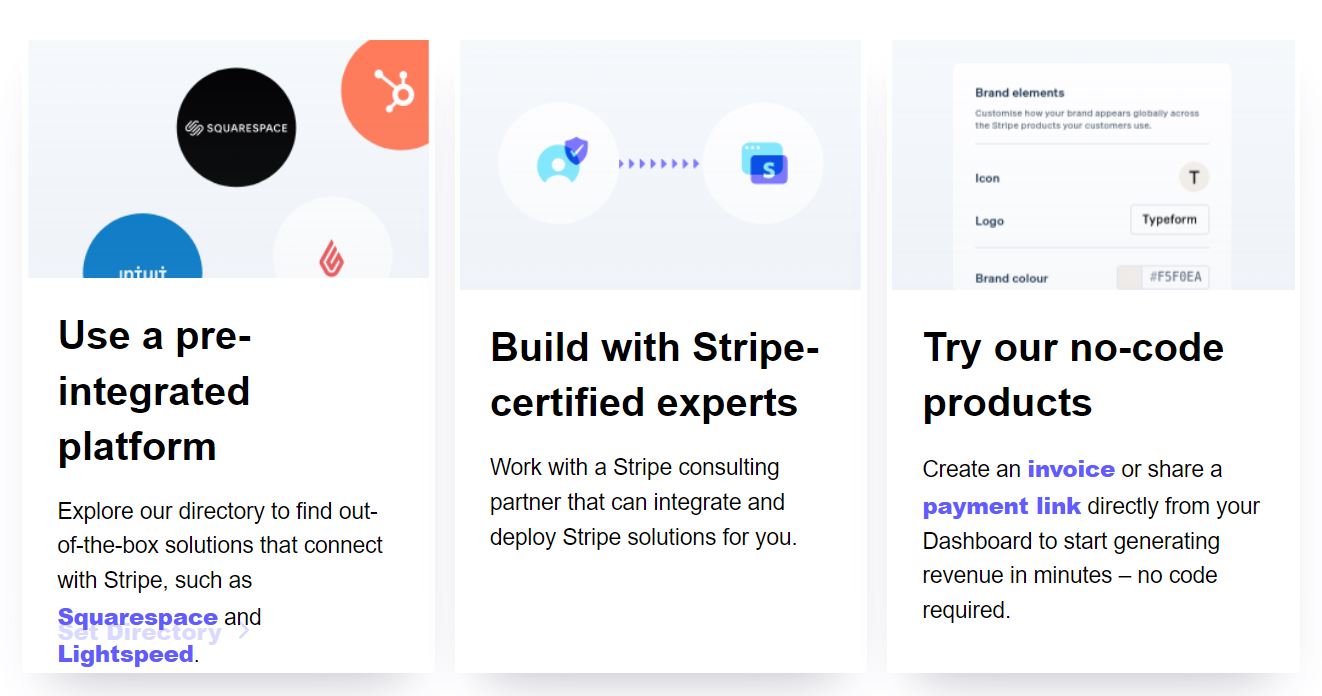 SQUARESPACE
intuit
Use a pre-
integrated
platform
Explore our directory to find out-
of-the-box solutions that connect
with Stripe, such as
Squarespace and
Set Directory
Lightspeed.
S
Build with Stripe-
certified experts
Work with a Stripe consulting
partner that can integrate and
deploy Stripe solutions for you.
Brand elements
Customise how your brand appears globally across
the Stripe products your customers use.
Icon T
Logo Typeform
Brand colour #F5F0EA
Try our no-code
products
Create an invoice or share a
payment link directly from your
Dashboard to start generating
revenue in minutes – no code
required.